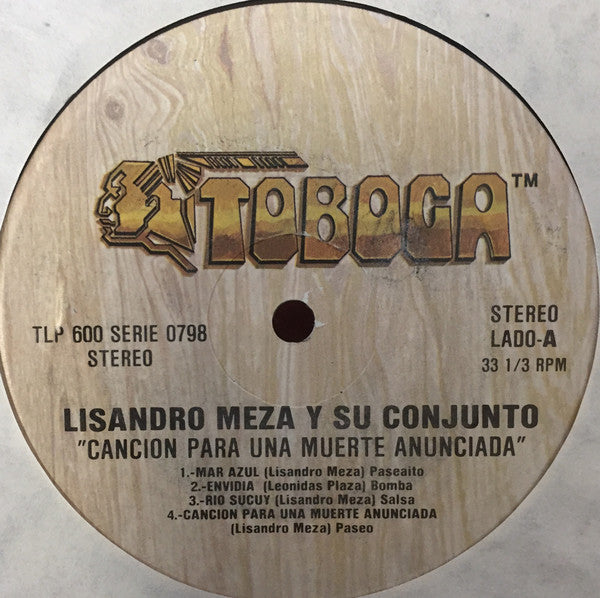 TOBOGA™
TLP 600 SERIE 0798
STEREO
STEREO
LADO-A
33 1/3 RPM
LISANDRO MEZA Y SU CONJUNTO
"CANCION PARA UNA MUERTE ANUNCIADA"
1.-MAR AZUL (Lisandro Meza) Paseaito
2.-ENVIDIA (Leonidas Plaza) Bomba
3.-RIO SUCUY (Lisandro Meza) Salsa
4.-CANCION PARA UNA MUERTE ANUNCIADA
(Lisandro Meza) Paseo